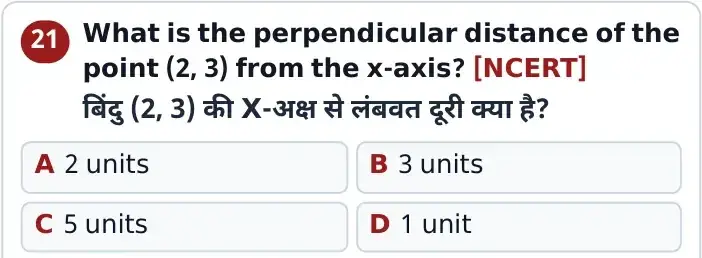 21 What is the perpendicular distance of the
point (2, 3) from the x-axis? [NCERT]
बिंदु (2, 3) की X-अक्ष से लंबवत दूरी क्या है?
A 2 units
B 3 units
C 5 units
D 1 unit